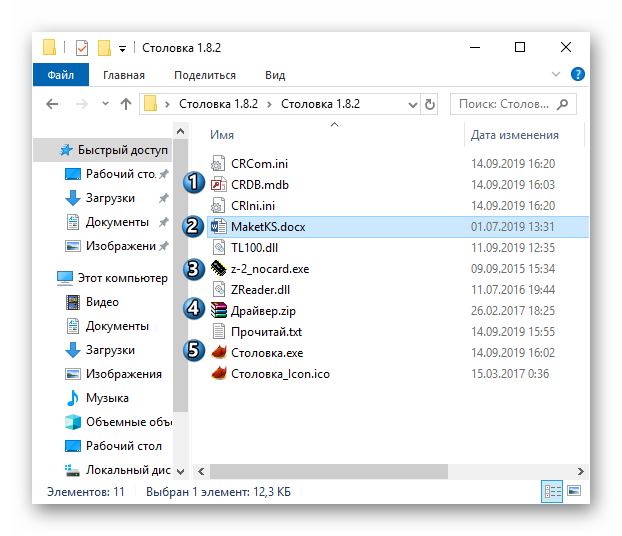 Столовка 1.8.2
Файл Главная Поделиться Вид
Столовка 1.8.2 Столовка 1.8.2 Поиск: Столов...
Имя Дата изменения
Быстрый доступ
Рабочий сто.
Загрузки
Документы
Изображени
Этот компьютер
Видео
Документы
Загрузки
Изображения
Музыка
Объемные объ
Рабочий стол
Локальный дис
CRCom.ini 14.09.2019 16:20
1 CRDB.mdb 14.09.2019 16:03
CRIni.ini 14.09.2019 16:20
2 MaketKS.docx 01.07.2019 13:31
TL100.dll 11.09.2019 12:35
3 z-2_nocard.exe 09.09.2015 15:34
ZReader.dll 11.07.2016 19:44
4 Драйвер.zip 26.02.2017 18:25
Прочитай.txt 14.09.2019 15:55
5 Столовка.exe 14.09.2019 16:02
Столовка_Icon.ico 15.03.2017 0:36
Элементов: 11 Выбран 1 элемент: 12,3 КБ